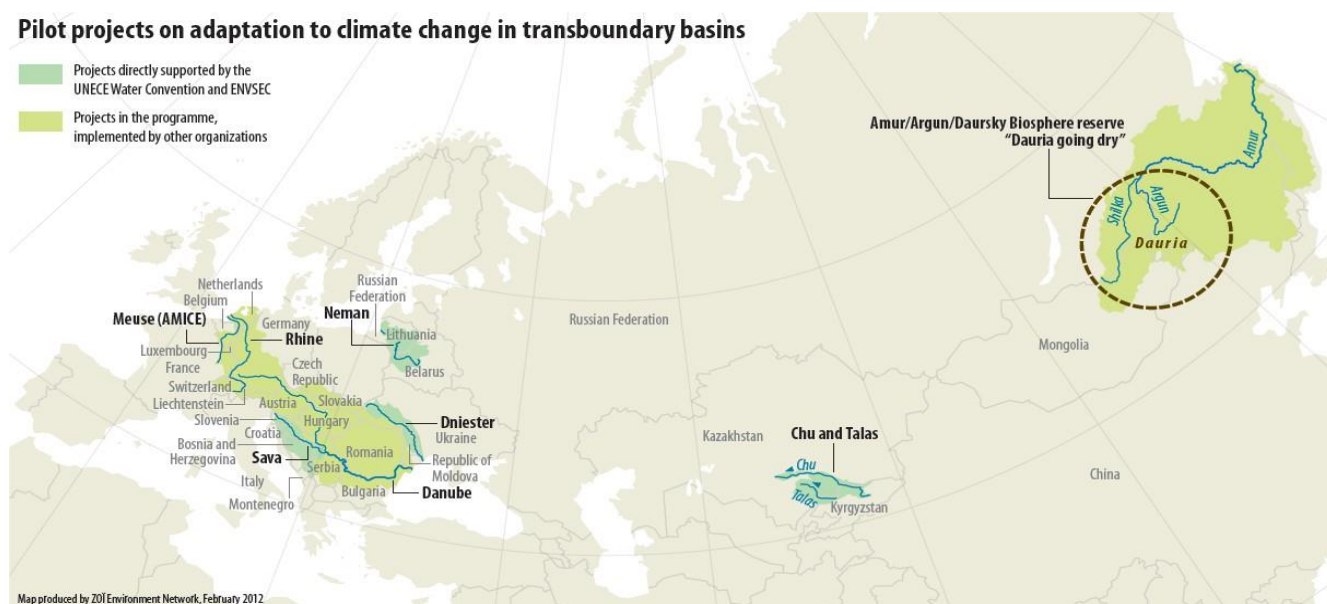 Pilot projects on adaptation to climate change in transboundary basins
Projects directly supported by the
UNECE Water Convention and ENVSEC
Projects in the programme,
implemented by other organizations
Amur/Argun/Daursky Biosphere reserve
“Dauria going dry”
Amur
Shilka
Argun
Dauria
Netherlands
Belgium
Meuse (AMICE)
Germany
Rhine
Luxembourg
France
Switzerland
Liechtenstein
Slovenia
Czech
Republic
Austria
Slovakia
Hungary
Croatia
Bosnia and
Herzegovina
Sava
Serbia
Romania
Italy
Montenegro
Bulgaria
Danube
Russian
Federation
Neman
Lithuania
Belarus
Dniester
Ukraine
Republic of
Moldova
Russian Federation
Kazakhstan
Chu and Talas
Chu
Talas
Kyrgyzstan
Mongolia
China
Map produced by ZOÏ Environment Network, February 2012